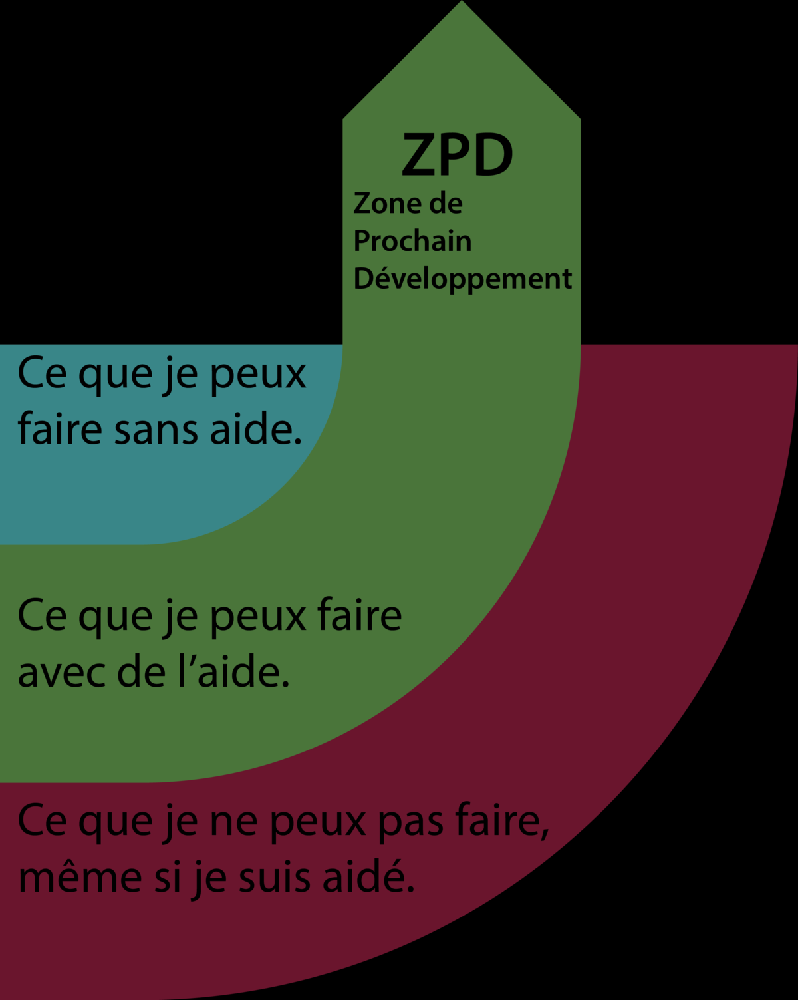 ZPD
Zone de
Prochain
Développement
Ce que je peux
faire sans aide.
Ce que je peux faire
avec de l’aide.
Ce que je ne peux pas faire,
même si je suis aidé.